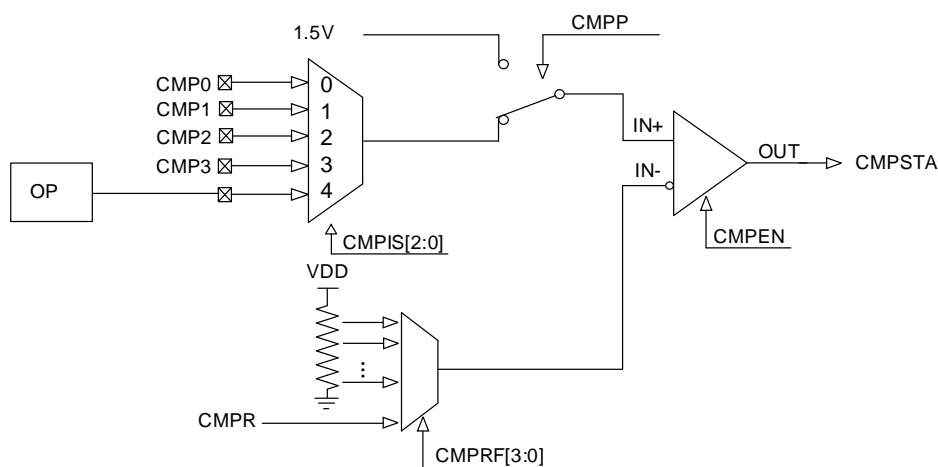 1.5V
CMPP
CMP0
0
CMP1
1
CMP2
2
CMP3
3
OP
4
IN+
IN-
OUT
CMPSTA
CMPIS[2:0]
CMPEN
VDD
CMPR
CMPRF[3:0]